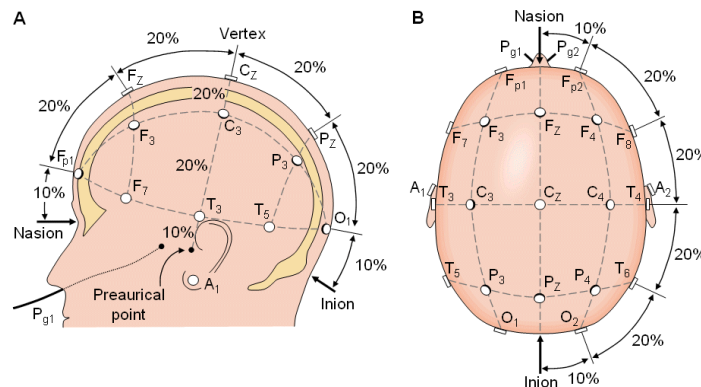 A
B
Vertex
20%
20%
F_Z
C_Z
20%
20%
20%
F_p1
F_3
C_3
P_Z
20%
P_3
20%
10%
F_7
T_3
T_5
O_1
Nasion
10%
10%
A_1
Preaurical
point
Inion
P_g1
Nasion
10%
P_g1
P_g2
20%
F_p1
F_p2
F_7
F_3
F_Z
F_4
F_8
20%
A_1
T_3
C_3
C_Z
C_4
T_4
A_2
20%
T_5
P_3
P_Z
P_4
T_6
O_1
O_2
20%
10%
Inion